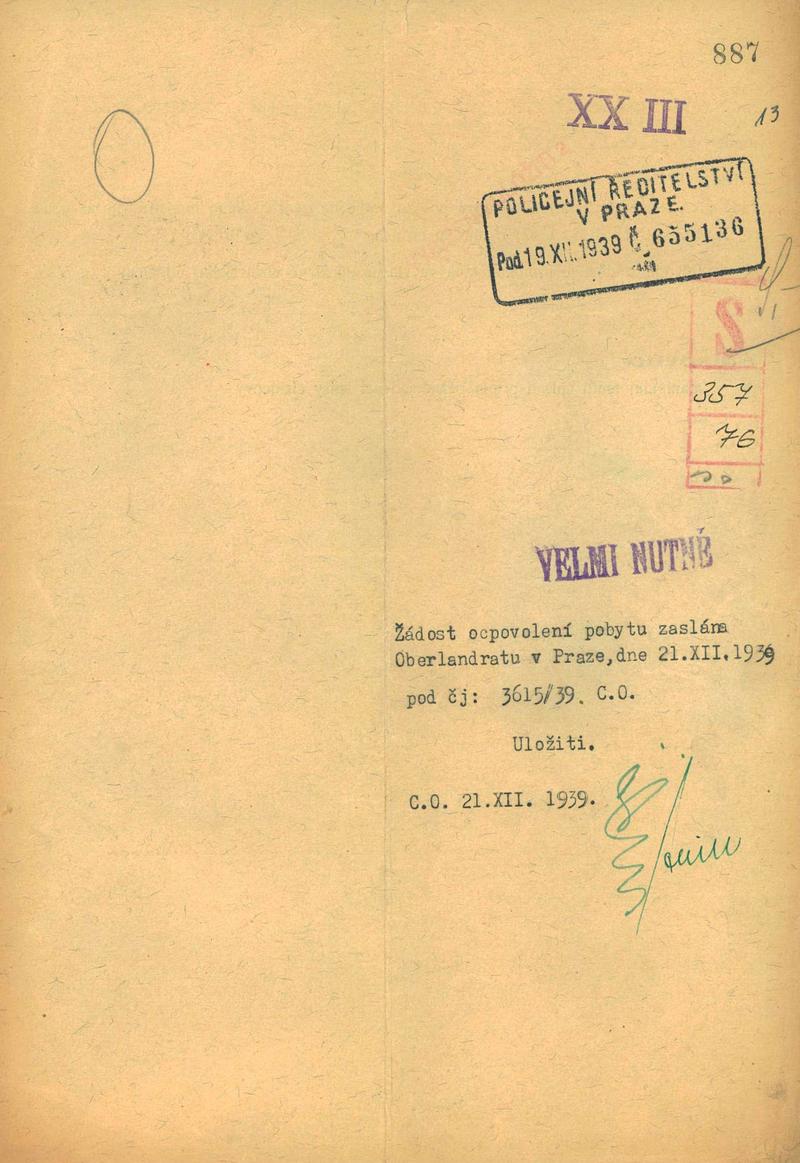 887
XX III
13
POLICEJNÍ ŘEDITELSTVÍ
V PRAZE.
Pod 19.XII.1939 Č. 655136
2
357
76
VELMI NUTNÉ
Žádost ocpovolení pobytu zaslána
Oberlandratu v Praze,dne 21.XII.1939
pod čj: 3615/39. C.O.
Uložiti.
C.O. 21.XII. 1939.